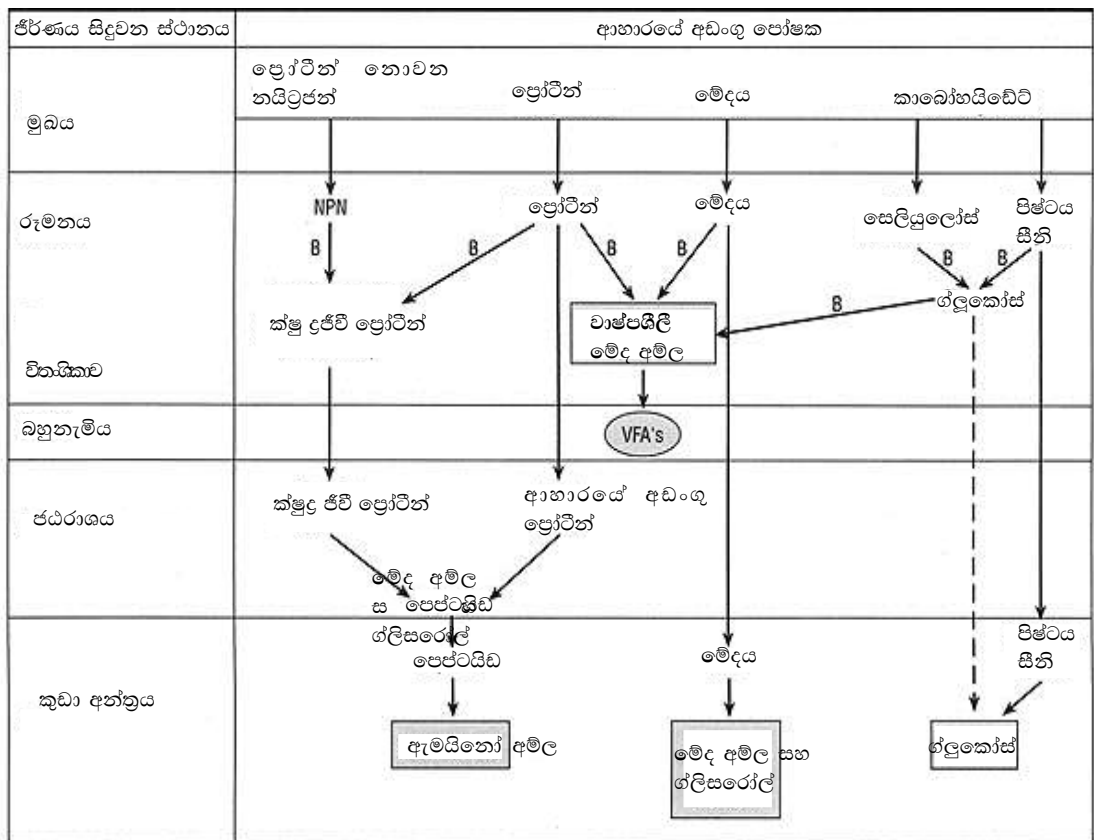 ජීර්ණය සිදුවන ස්ථානය
ආහාරයේ අඩංගු පෝෂක
ප්‍රෝටීන් නොවන
නයිට්‍රජන්
ප්‍රෝටීන්
මේදය
කාබෝහයිඩේට්
මුඛය
රූමනය
NPN
ප්‍රෝටීන්
මේදය
සෙලියුලෝස්
පිෂ්ටය
සීනි
B
B
B
B
B
B
ග්ලූකෝස්
B
ක්ෂුද්‍රජීවී ප්‍රෝටීන්
වාෂ්පශීලී
මේද අම්ල
විතංශිකාව
බහුනැමිය
VFA's
ජඨරාශය
ක්ෂුද්‍ර ජීවී ප්‍රෝටීන්
ආහාරයේ අඩංගු
ප්‍රෝටීන්
මේද අම්ල
ස පෙප්ටයිඩ
ග්ලිසරෝල්
පෙප්ටයිඩ
මේදය
පිෂ්ටය
සීනි
කුඩා අන්ත්‍රය
ඇමයිනෝ අම්ල
මේද අම්ල සහ
ග්ලිසරෝල්
ග්ලුකෝස්